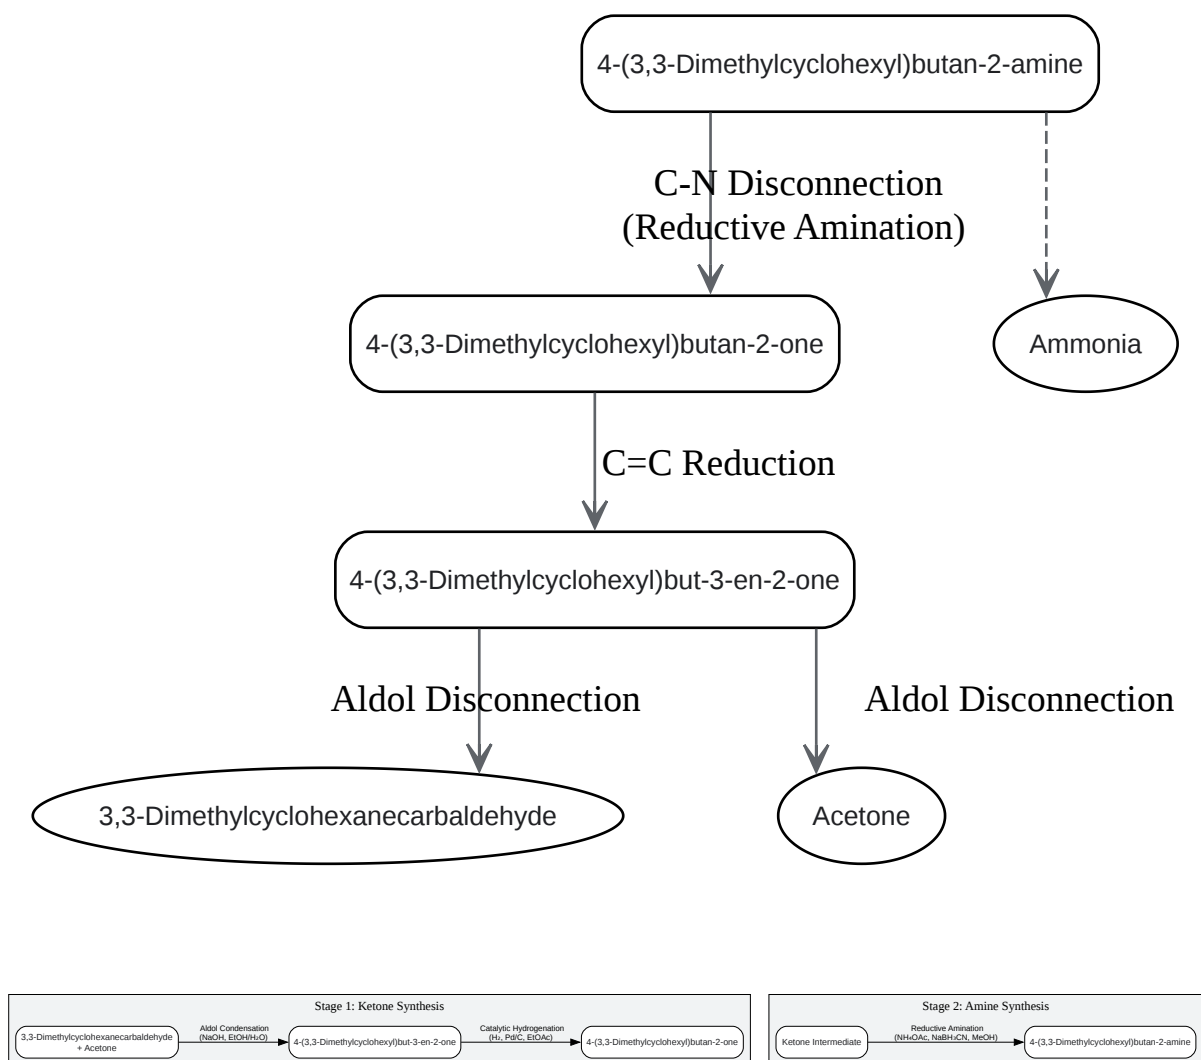 4-(3,3-Dimethylcyclohexyl)butan-2-amine
C-N Disconnection
(Reductive Amination)
4-(3,3-Dimethylcyclohexyl)butan-2-one
Ammonia
C=C Reduction
4-(3,3-Dimethylcyclohexyl)but-3-en-2-one
Aldol Disconnection
Aldol Disconnection
3,3-Dimethylcyclohexanecarbaldehyde
Acetone
Stage 1: Ketone Synthesis
3,3-Dimethylcyclohexanecarbaldehyde
+ Acetone
Aldol Condensation
(NaOH, EtOH/H₂O)
4-(3,3-Dimethylcyclohexyl)but-3-en-2-one
Catalytic Hydrogenation
(H₂, Pd/C, EtOAc)
4-(3,3-Dimethylcyclohexyl)butan-2-one
Stage 2: Amine Synthesis
Ketone Intermediate
Reductive Amination
(NH₄OAc, NaBH₃CN, MeOH)
4-(3,3-Dimethylcyclohexyl)butan-2-amine